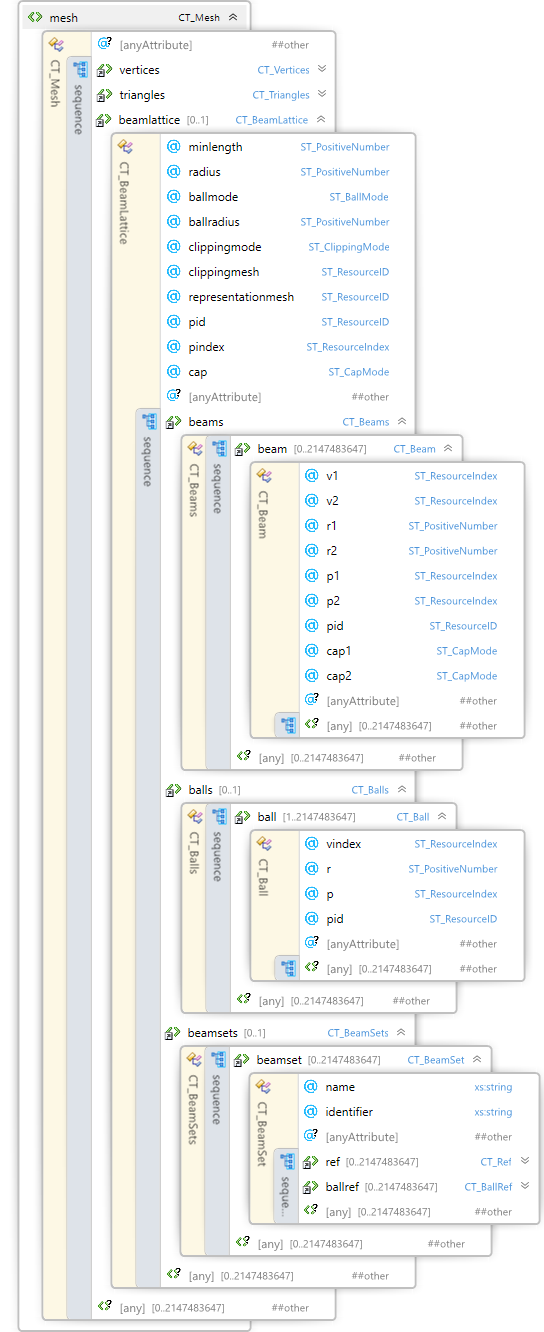 mesh CT_Mesh
CT_Mesh
sequence
[anyAttribute] ##other
vertices CT_Vertices
triangles CT_Triangles
beamlattice [0..1] CT_BeamLattice
CT_BeamLattice
minlength ST_PositiveNumber
radius ST_PositiveNumber
ballmode ST_BallMode
ballradius ST_PositiveNumber
clippingmode ST_ClippingMode
clippingmesh ST_ResourceID
representationmesh ST_ResourceID
pid ST_ResourceID
pindex ST_ResourceIndex
cap ST_CapMode
[anyAttribute] ##other
sequence
beams CT_Beams
CT_Beams
sequence
beam [0..2147483647] CT_Beam
CT_Beam
v1 ST_ResourceIndex
v2 ST_ResourceIndex
r1 ST_PositiveNumber
r2 ST_PositiveNumber
p1 ST_ResourceIndex
p2 ST_ResourceIndex
pid ST_ResourceID
cap1 ST_CapMode
cap2 ST_CapMode
[anyAttribute] ##other
[any] [0..2147483647] ##other
[any] [0..2147483647] ##other
balls [0..1] CT_Balls
CT_Balls
sequence
ball [1..2147483647] CT_Ball
CT_Ball
vindex ST_ResourceIndex
r ST_PositiveNumber
p ST_ResourceIndex
pid ST_ResourceID
[anyAttribute] ##other
[any] [0..2147483647] ##other
[any] [0..2147483647] ##other
beamsets [0..1] CT_BeamSets
CT_BeamSets
sequence
beamset [0..2147483647] CT_BeamSet
CT_BeamSet
name xs:string
identifier xs:string
[anyAttribute] ##other
seque...
ref [0..2147483647] CT_Ref
ballref [0..2147483647] CT_BallRef
[any] [0..2147483647] ##other
[any] [0..2147483647] ##other
[any] [0..2147483647] ##other
[any] [0..2147483647] ##other